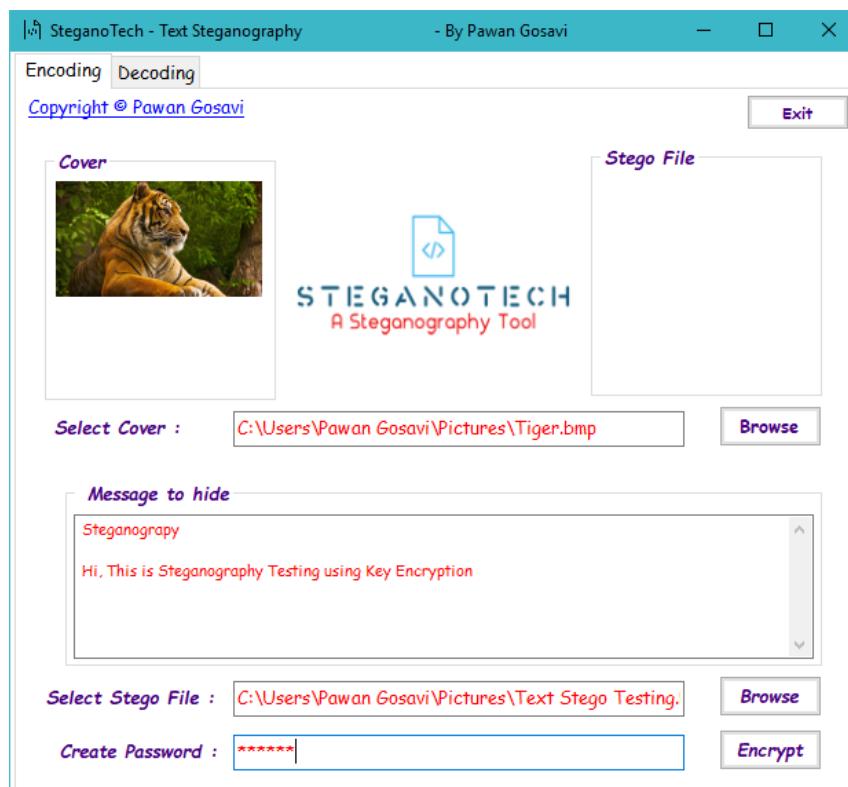 SteganoTech - Text Steganography - By Pawan Gosavi
Encoding Decoding
Copyright © Pawan Gosavi
Exit
Cover
Stego File
</>
STEGANOTECH
A Steganography Tool
Select Cover : C:\Users\Pawan Gosavi\Pictures\Tiger.bmp Browse
Message to hide
Steganograpy
Hi, This is Steganography Testing using Key Encryption
Select Stego File : C:\Users\Pawan Gosavi\Pictures\Text Stego Testing. Browse
Create Password : ****** Encrypt